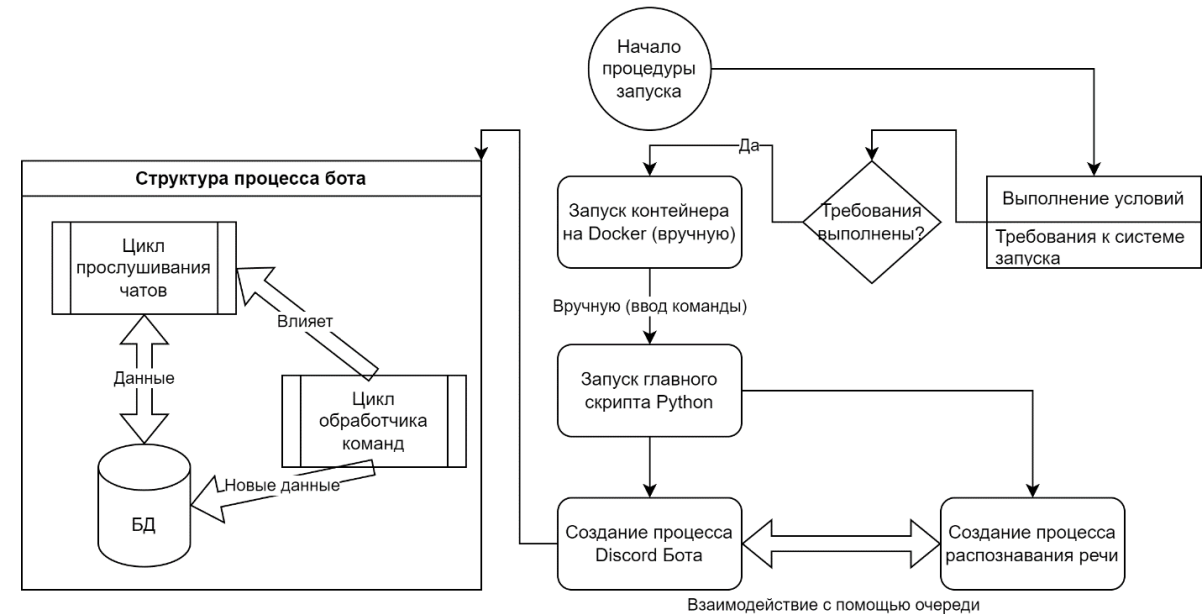 Начало
процедуры
запуска
Да
Выполнение условий
Требования к системе
запуска
Требования
выполнены?
Запуск контейнера
на Docker (вручную)
Вручную (ввод команды)
Запуск главного
скрипта Python
Создание процесса
Discord Бота
Создание процесса
распознавания речи
Взаимодействие с помощью очереди
Структура процесса бота
Цикл
прослушивания
чатов
Влияет
Данные
Цикл
обработчика
команд
Новые данные
БД